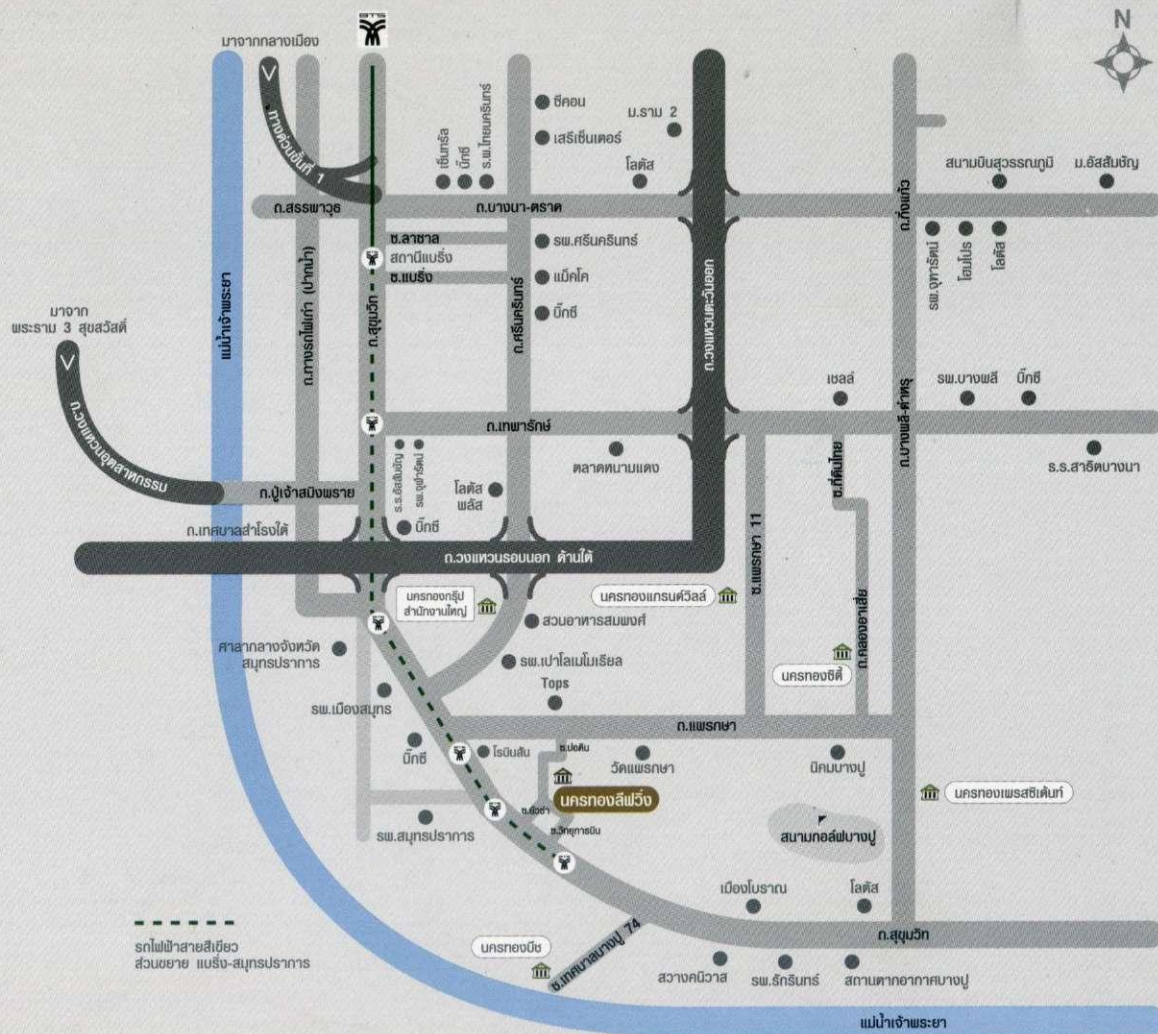 BTS
N
มาจากกลางเมือง
ทางด่วนขั้นที่ 1
ซีคอน
เสรีเซ็นเตอร์
ม.ราม 2
โลตัส
เซ็นทรัล
บิ๊กซี
ร.พ.ไทยนครินทร์
สนามบินสุวรรณภูมิ
ม.อัสสัมชัญ
ถ.สรรพาวุธ
ถ.บางนา-ตราด
ถ.กิ่งแก้ว
ซ.ลาซาล
สถานีแบริ่ง
ซ.แบริ่ง
รพ.ศรีนครินทร์
แม็คโค
บิ๊กซี
รพ.จุฬารัตน์
โฮมโปร
โลตัส
มาจาก
พระราม 3 สุขสวัสดิ์
แม่น้ำเจ้าพระยา
ถ.ทางรถไฟเก่า (ปากน้ำ)
ถ.สุขุมวิท
ถ.ศรีนครินทร์
ถ.วงแหวนตะวันออก
ถ.บางพลี-ตำหรุ
เชลล์
รพ.บางพลี
บิ๊กซี
ถ.วงแหวนอุตสาหกรรม
ถ.เทพารักษ์
ตลาดหนามแดง
ร.ร.สาธิตบางนา
ร.ร.อัสสัมชัญ
รพ.จุฬารัตน์
โลตัส
พลัส
บิ๊กซี
ซ.ที่ดินไทย
ถ.ปู่เจ้าสมิงพราย
ถ.เทศบาลสำโรงใต้
ถ.วงแหวนรอบนอก ด้านใต้
ซ.แพรกษา 11
ถ.คลองอาเสี่ย
นครทองกรุ๊ป
สำนักงานใหญ่
นครทองแกรนด์วิลล์
สวนอาหารสมพงศ์
ศาลากลางจังหวัด
สมุทรปราการ
รพ.เปาโลเมโมเรียล
นครทองซิตี้
รพ.เมืองสมุทร
Tops
ถ.แพรกษา
บิ๊กซี
โรบินสัน
ซ.บ่อดิน
วัดแพรกษา
นิคมบางปู
นครทองลีฟวิ่ง
นครทองเพรสซิเด้นท์
ซ.ยัวซ่า
ซ.วิทยุการบิน
รพ.สมุทรปราการ
สนามกอล์ฟบางปู
เมืองโบราณ
โลตัส
รถไฟฟ้าสายสีเขียว
ส่วนขยาย แบริ่ง-สมุทรปราการ
นครทองบีช
ซ.เทศบาลบางปู 74
ถ.สุขุมวิท
สวางคนิวาส
รพ.รักรินทร์
สถานตากอากาศบางปู
แม่น้ำเจ้าพระยา